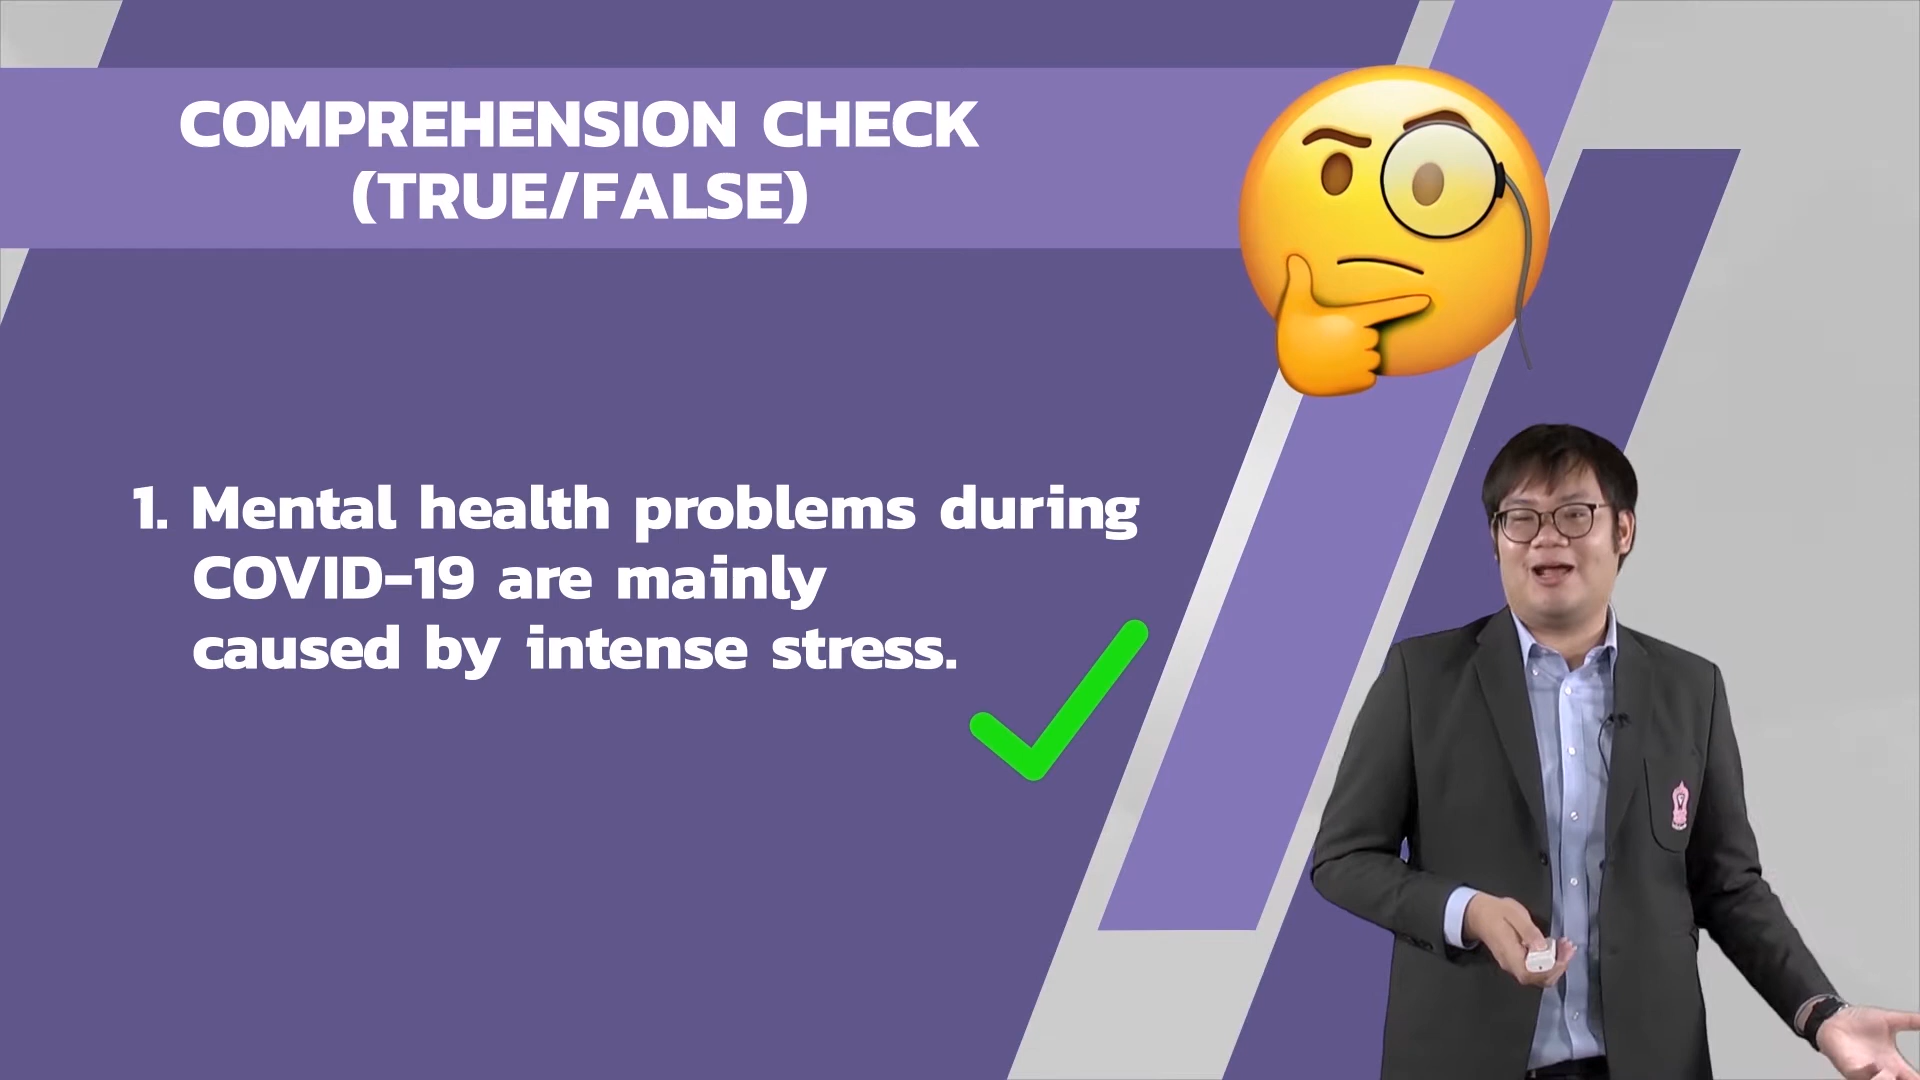 COMPREHENSION CHECK
(TRUE/FALSE)
1. Mental health problems during
COVID-19 are mainly
caused by intense stress.